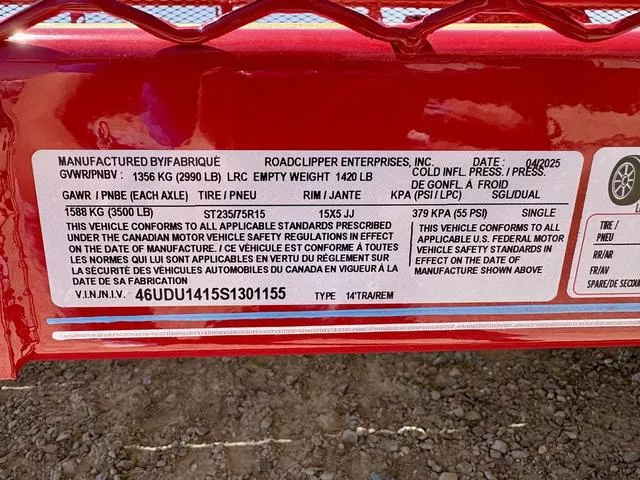 MANUFACTURED BY/FABRIQUÉ ROADCLIPPER ENTERPRISES, INC. DATE : 04/2025
GVWR/PNBV : 1356 KG (2990 LB) LRC EMPTY WEIGHT 1420 LB COLD INFL. PRESS. / PRESS.
DE GONFL. À FROID
GAWR / PNBE (EACH AXLE) TIRE / PNEU RIM / JANTE KPA (PSI / LPC) SGL/DUAL
1588 KG (3500 LB) ST235/75R15 15X5 JJ 379 KPA (55 PSI) SINGLE
THIS VEHICLE CONFORMS TO ALL APPLICABLE STANDARDS PRESCRIBED
UNDER THE CANADIAN MOTOR VEHICLE SAFETY REGULATIONS IN EFFECT
ON THE DATE OF MANUFACTURE. / CE VÉHICULE EST CONFORME À TOUTES
LES NORMES QUI LUI SONT APPLICABLES EN VERTU DU RÈGLEMENT SUR
LA SÉCURITÉ DES VÉHICULES AUTOMOBILES DU CANADA EN VIGUEUR À LA
DATE DE SA FABRICATION
THIS VEHICLE CONFORMS TO ALL
APPLICABLE U.S. FEDERAL MOTOR
VEHICLE SAFETY STANDARDS IN
EFFECT ON THE DATE OF
MANUFACTURE SHOWN ABOVE
V.I.N./N.I.V. 46UDU1415S1301155 TYPE 14'TRA/REM
TIRE /
PNEU
RR/AR
FR/AV
SPARE/DE SECOU